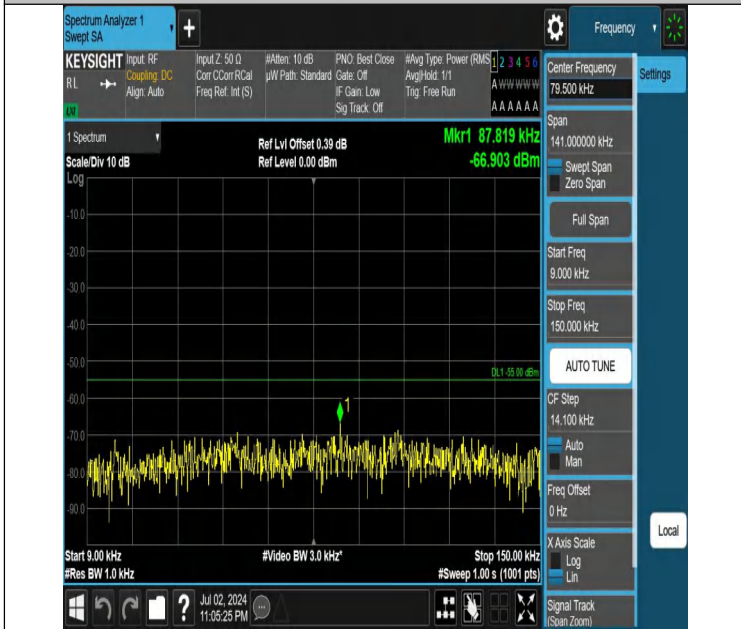 Spectrum Analyzer 1
Swept SA
+
Frequency
KEYSIGHT
RL
LXI
Input: RF
Coupling: DC
Align: Auto
Input Z: 50 Ω
Corr CCorr RCal
Freq Ref: Int (S)
#Atten: 10 dB
µW Path: Standard
PNO: Best Close
Gate: Off
IF Gain: Low
Sig Track: Off
#Avg Type: Power (RMS
Avg|Hold: 1/1
Trig: Free Run
1 2 3 4 5 6
A W W W W W
A A A A A A
Center Frequency
79.500 kHz
Settings
1 Spectrum
Scale/Div 10 dB
Ref Lvl Offset 0.39 dB
Ref Level 0.00 dBm
Mkr1 87.819 kHz
-66.903 dBm
Span
141.000000 kHz
Swept Span
Zero Span
Full Span
Start Freq
9.000 kHz
Stop Freq
150.000 kHz
AUTO TUNE
CF Step
14.100 kHz
Auto
Man
Freq Offset
0 Hz
X Axis Scale
Log
Lin
Signal Track
(Span Zoom)
Local
Log
-10.0
-20.0
-30.0
-40.0
-50.0
-60.0
-70.0
-80.0
-90.0
DL1 -55.00 dBm
1
Start 9.00 kHz
#Res BW 1.0 kHz
#Video BW 3.0 kHz*
Stop 150.00 kHz
#Sweep 1.00 s (1001 pts)
?
Jul 02, 2024
11:05:25 PM